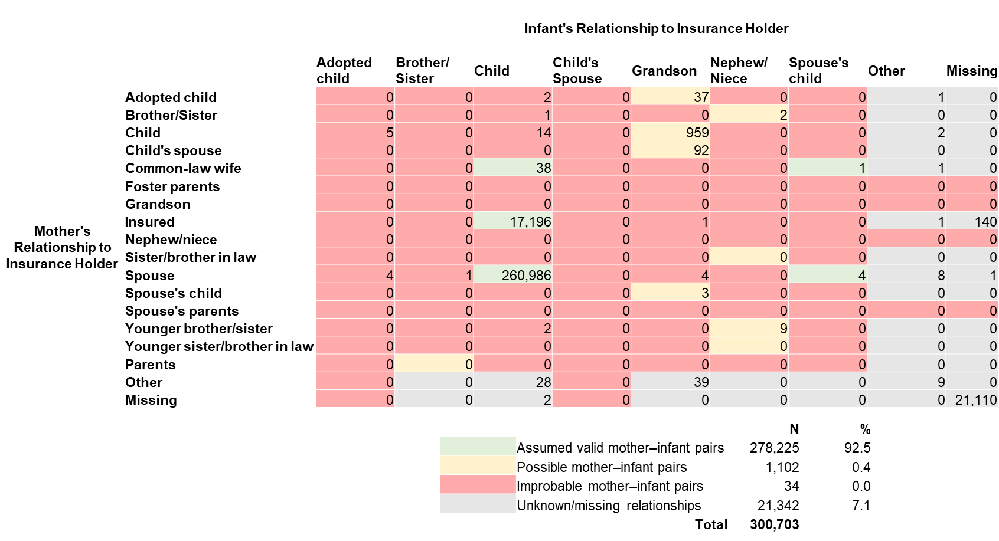 Infant's Relationship to Insurance Holder
Adopted child Brother/ Sister Child Child's Spouse Grandson Nephew/ Niece Spouse's child Other Missing
Mother's
Relationship to
Insurance Holder
Adopted child 0 0 2 0 37 0 0 1 0
Brother/Sister 0 0 1 0 0 2 0 0 0
Child 5 0 14 0 959 0 0 2 0
Child's spouse 0 0 0 0 92 0 0 0 0
Common-law wife 0 0 38 0 0 0 1 1 0
Foster parents 0 0 0 0 0 0 0 0 0
Grandson 0 0 0 0 0 0 0 0 0
Insured 0 0 17,196 0 1 0 0 1 140
Nephew/niece 0 0 0 0 0 0 0 0 0
Sister/brother in law 0 0 0 0 0 0 0 0 0
Spouse 4 1 260,986 0 4 0 4 8 1
Spouse's child 0 0 0 0 3 0 0 0 0
Spouse's parents 0 0 0 0 0 0 0 0 0
Younger brother/sister 0 0 2 0 0 9 0 0 0
Younger sister/brother in law 0 0 0 0 0 0 0 0 0
Parents 0 0 0 0 0 0 0 0 0
Other 0 0 28 0 39 0 0 9 0
Missing 0 0 2 0 0 0 0 0 21,110
N %
Assumed valid mother–infant pairs 278,225 92.5
Possible mother–infant pairs 1,102 0.4
Improbable mother–infant pairs 34 0.0
Unknown/missing relationships 21,342 7.1
Total 300,703